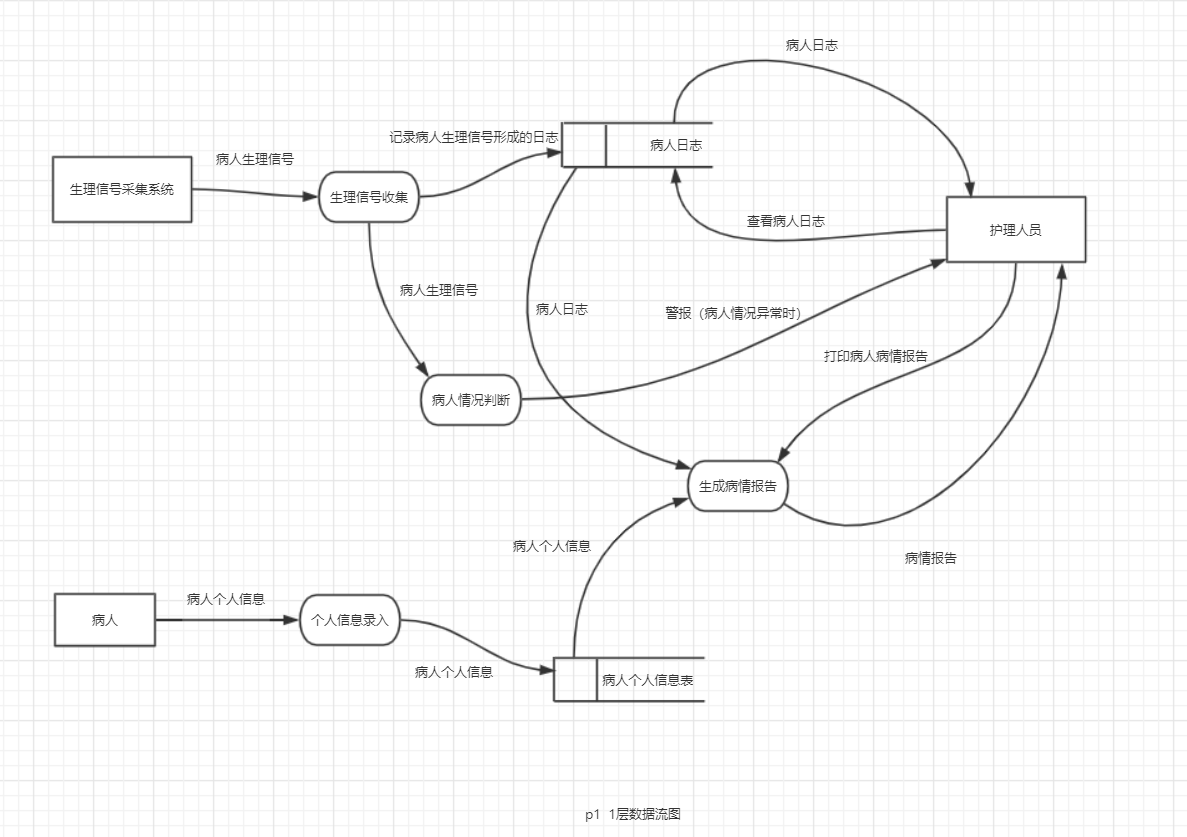 病人日志
记录病人生理信号形成的日志
病人日志
病人生理信号
生理信号采集系统
生理信号收集
查看病人日志
护理人员
病人生理信号
病人日志
警报（病人情况异常时）
打印病人病情报告
病人情况判断
生成病情报告
病人个人信息
病情报告
病人个人信息
病人
个人信息录入
病人个人信息
病人个人信息表
p1 1层数据流图